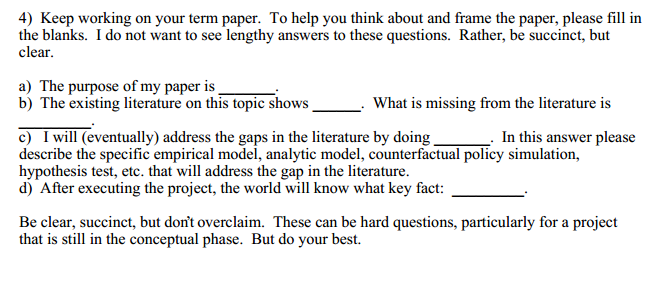 4) Keep working on your term paper. To help you think about and frame the paper, please fill in
the blanks. I do not want to see lengthy answers to these questions. Rather, be succinct, but
clear.
a) The purpose of my paper is ________.
b) The existing literature on this topic shows _______. What is missing from the literature is
__________.
c) I will (eventually) address the gaps in the literature by doing ________. In this answer please
describe the specific empirical model, analytic model, counterfactual policy simulation,
hypothesis test, etc. that will address the gap in the literature.
d) After executing the project, the world will know what key fact: __________.
Be clear, succinct, but don't overclaim. These can be hard questions, particularly for a project
that is still in the conceptual phase. But do your best.